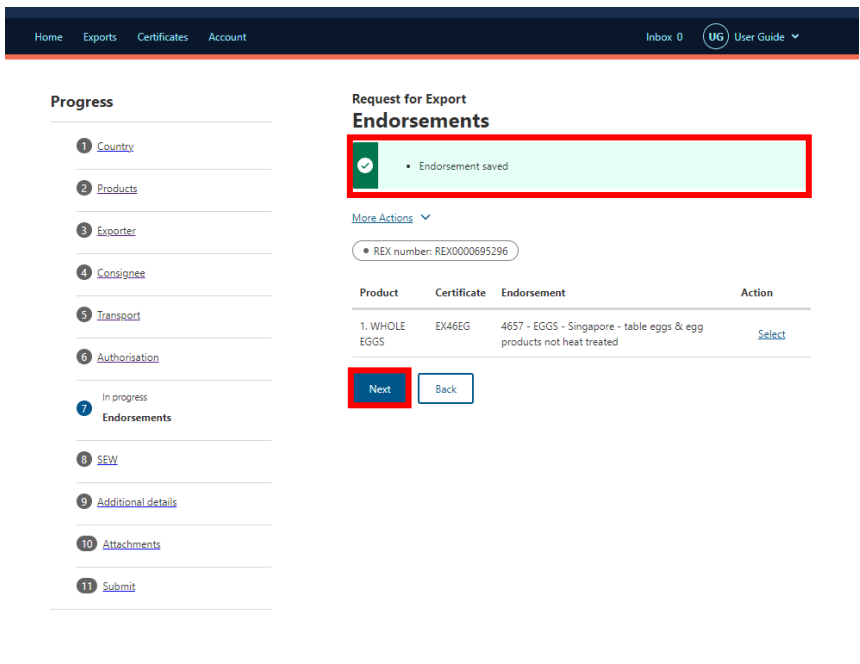 Home Exports Certificates Account Inbox 0 UG User Guide
Progress
1 Country
2 Products
3 Exporter
4 Consignee
5 Transport
6 Authorisation
In progress
7 Endorsements
8 SEW
9 Additional details
10 Attachments
11 Submit
Request for Export
Endorsements
• Endorsement saved
More Actions
• REX number: REX0000695296
Product Certificate Endorsement Action
1. WHOLE EX46EG 4657 - EGGS - Singapore - table eggs & egg Select
EGGS products not heat treated
Next Back